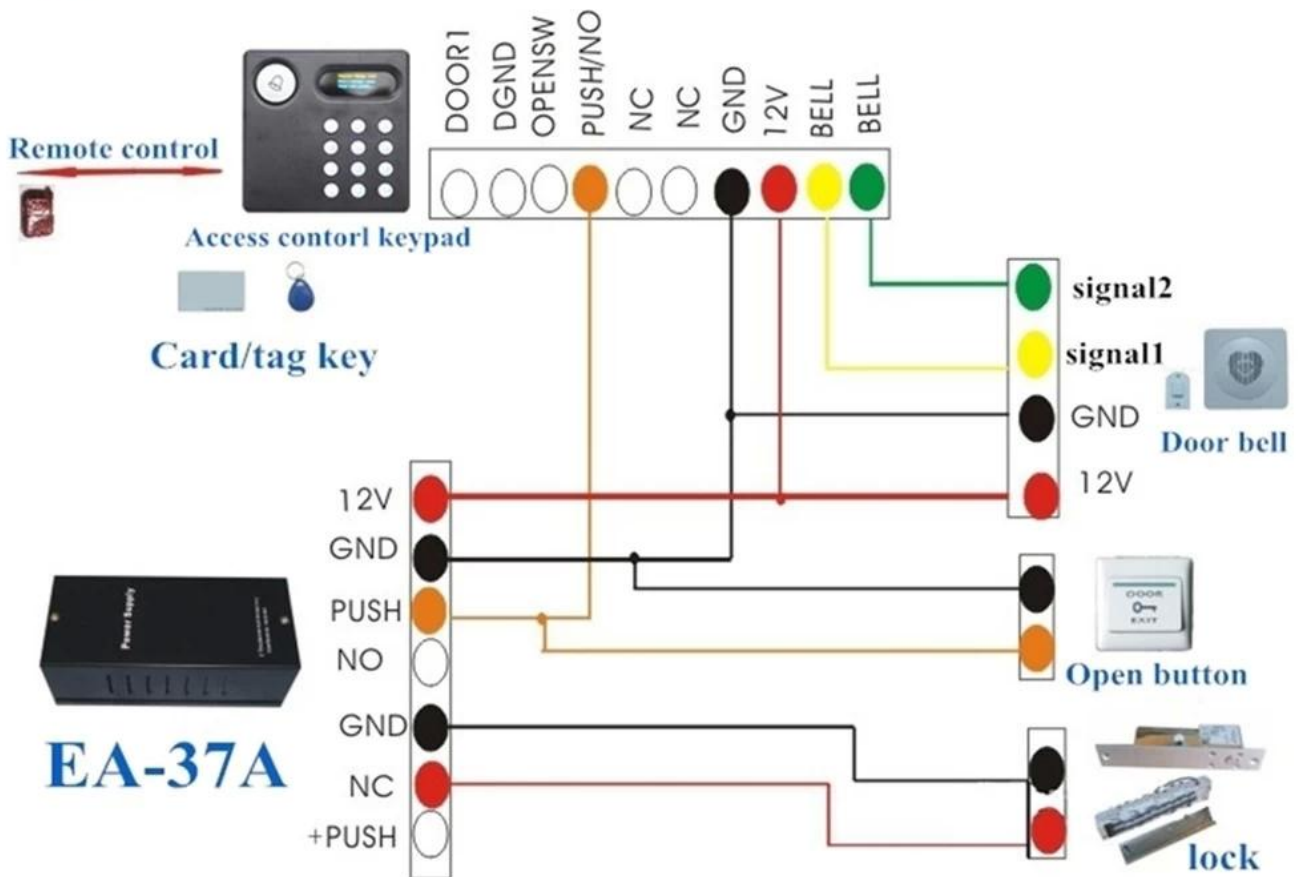 DOOR1
DGND
OPENSW
PUSH/NO
NC
NC
GND
12V
BELL
BELL
Remote control
Access contorl keypad
Card/tag key
signal2
signal1
GND
12V
Door bell
12V
GND
PUSH
NO
GND
NC
+PUSH
Power Supply
EA-37A
DOOR
EXIT
Open button
lock